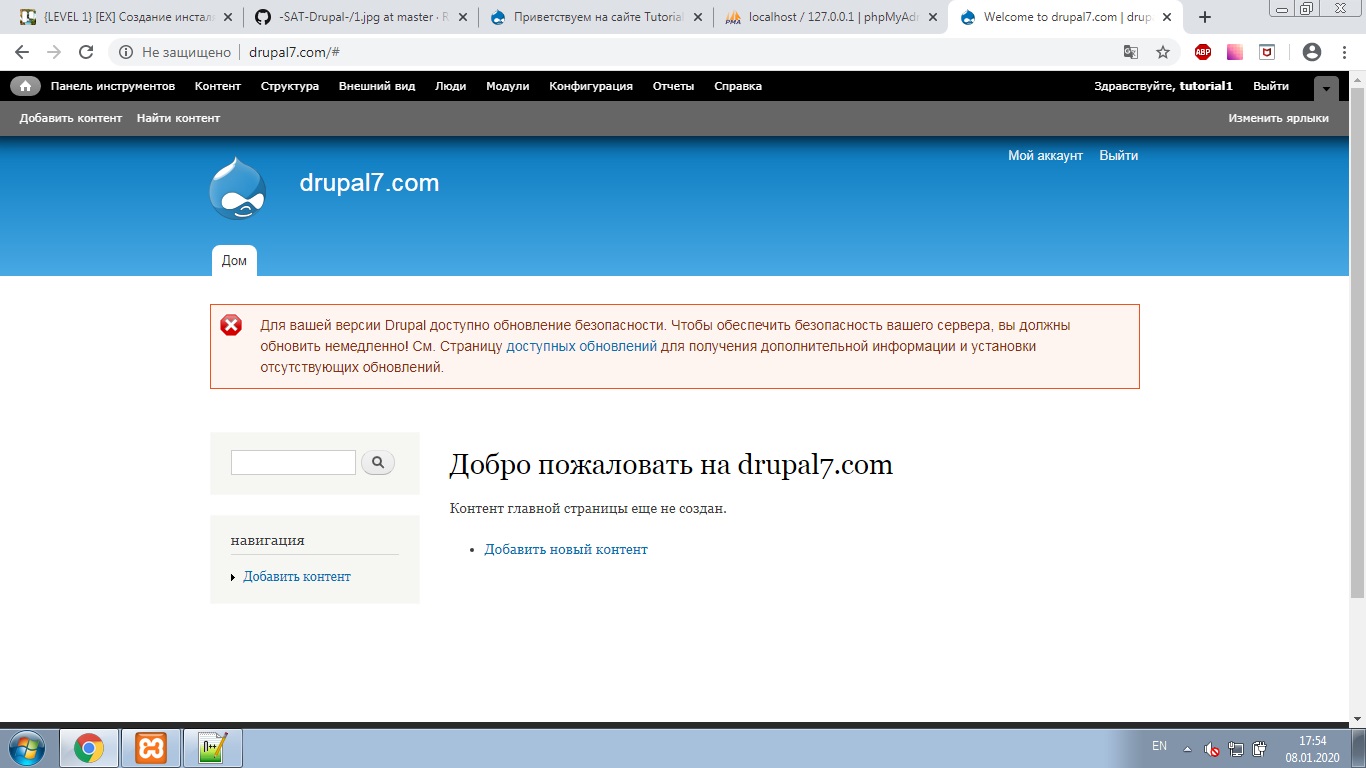 {LEVEL 1} [EX] Создание инстал
-SAT-Drupal-/1.jpg at master · R
Приветствуем на сайте Tutorial
localhost / 127.0.0.1 | phpMyAdm
Welcome to drupal7.com | drupa
Не защищено drupal7.com/#
Панель инструментов Контент Структура Внешний вид Люди Модули Конфигурация Отчеты Справка Здравствуйте, tutorial1 Выйти
Добавить контент Найти контент Изменить ярлыки
Мой аккаунт Выйти
drupal7.com
Дом
Для вашей версии Drupal доступно обновление безопасности. Чтобы обеспечить безопасность вашего сервера, вы должны
обновить немедленно! См. Страницу доступных обновлений для получения дополнительной информации и установки
отсутствующих обновлений.
Добро пожаловать на drupal7.com
Контент главной страницы еще не создан.
Добавить новый контент
навигация
Добавить контент
EN
17:54
08.01.2020